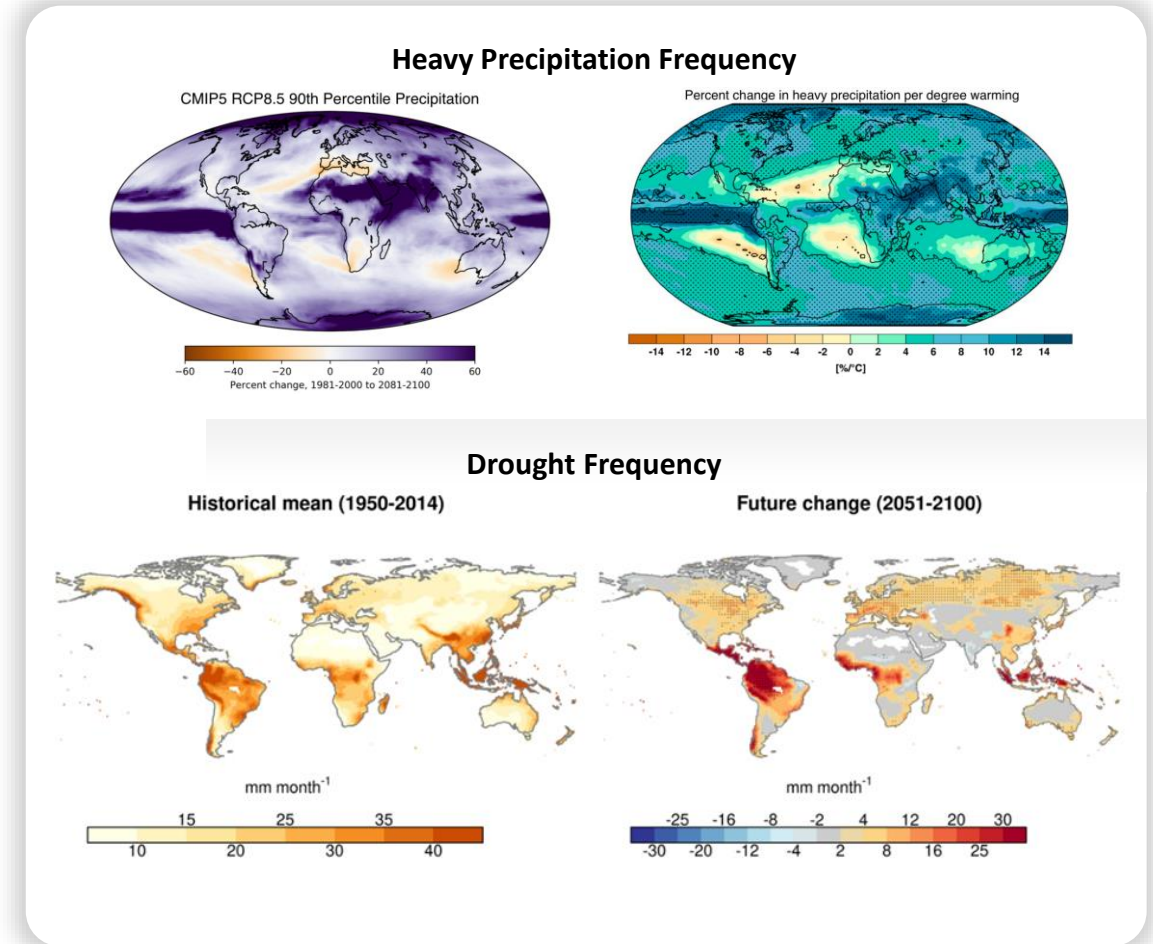 Heavy Precipitation Frequency
CMIP5 RCP8.5 90th Percentile Precipitation
−60 −40 −20 0 20 40 60
Percent change, 1981-2000 to 2081-2100
Percent change in heavy precipitation per degree warming
-14 -12 -10 -8 -6 -4 -2 0 2 4 6 8 10 12 14
[%/°C]
Drought Frequency
Historical mean (1950-2014)
mm month-1
15 25 35
10 20 30 40
Future change (2051-2100)
mm month-1
-25 -16 -8 -2 4 12 20 30
-30 -20 -12 -4 2 8 16 25